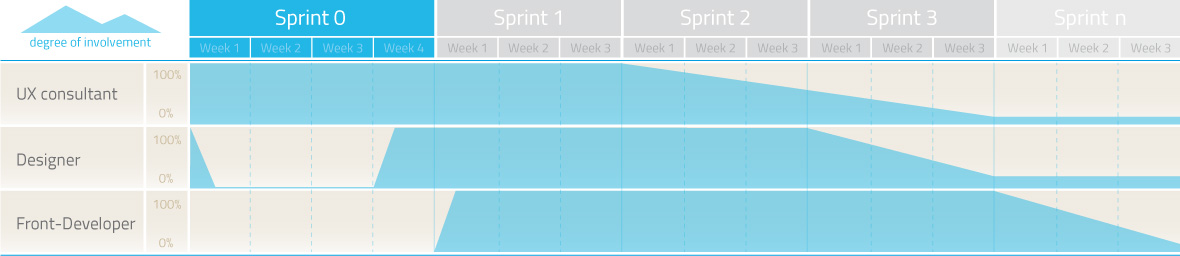 Sprint 0 Sprint 1 Sprint 2 Sprint 3 Sprint n
degree of involvement
Week 1 Week 2 Week 3 Week 4 Week 1 Week 2 Week 3 Week 1 Week 2 Week 3 Week 1 Week 2 Week 3 Week 1 Week 2 Week 3
100%
UX consultant
0%
100%
Designer
0%
100%
Front-Developer
0%